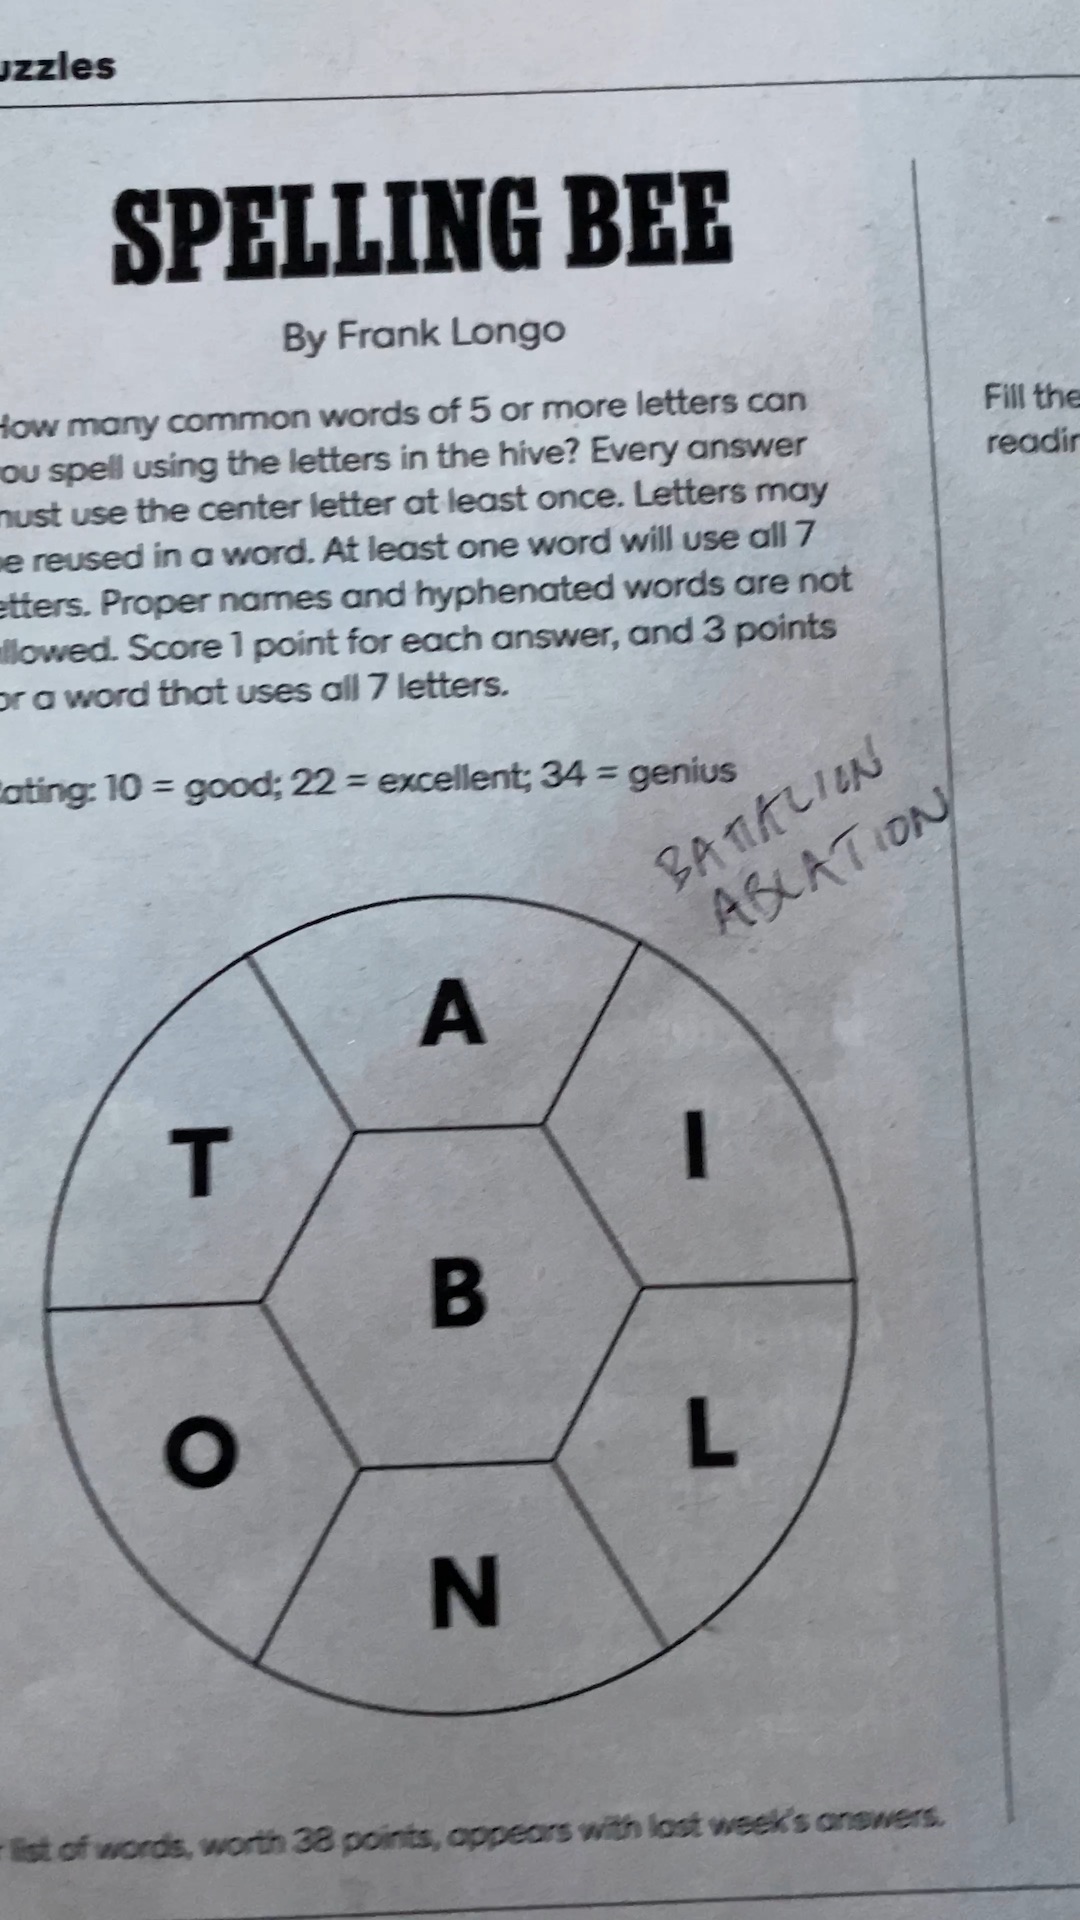 uzzles
SPELLING BEE
By Frank Longo
How many common words of 5 or more letters can
ou spell using the letters in the hive? Every answer
must use the center letter at least once. Letters may
be reused in a word. At least one word will use all 7
etters. Proper names and hyphenated words are not
llowed. Score 1 point for each answer, and 3 points
or a word that uses all 7 letters.
ating: 10 = good; 22 = excellent; 34 = genius
BATTALION
ABLATION
A
T
I
B
O
L
N
r list of words, worth 38 points, appears with last week's answers.
Fill the
readin